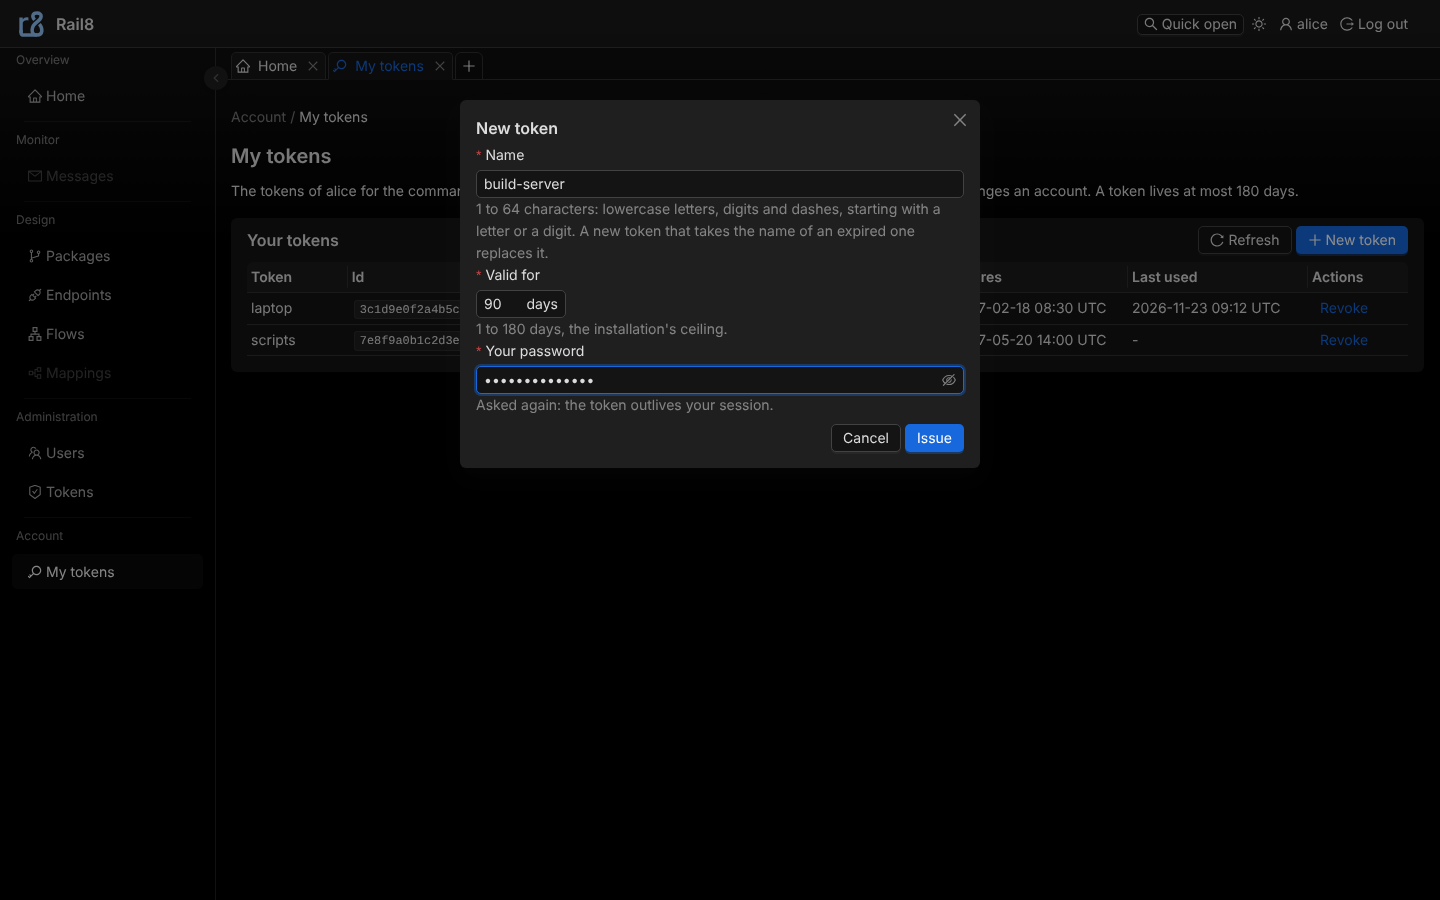 Rail8
Quick open
alice
Log out
Overview
Home
Monitor
Messages
Design
Packages
Endpoints
Flows
Mappings
Administration
Users
Tokens
Account
My tokens
Home
My tokens
Account / My tokens
My tokens
The tokens of alice for the
an account. A token lives at most 180 days.
Your tokens
Refresh
New token
Token Id Last used Actions
laptop 3c1d9e0f2a4b5c 7-02-18 08:30 UTC 2026-11-23 09:12 UTC Revoke
scripts 7e8f9a0b1c2d3e 7-05-20 14:00 UTC - Revoke
New token
* Name
build-server
1 to 64 characters: lowercase letters, digits and dashes, starting with a
letter or a digit. A new token that takes the name of an expired one
replaces it.
* Valid for
90 days
1 to 180 days, the installation's ceiling.
* Your password
••••••••••••••
Asked again: the token outlives your session.
Cancel
Issue